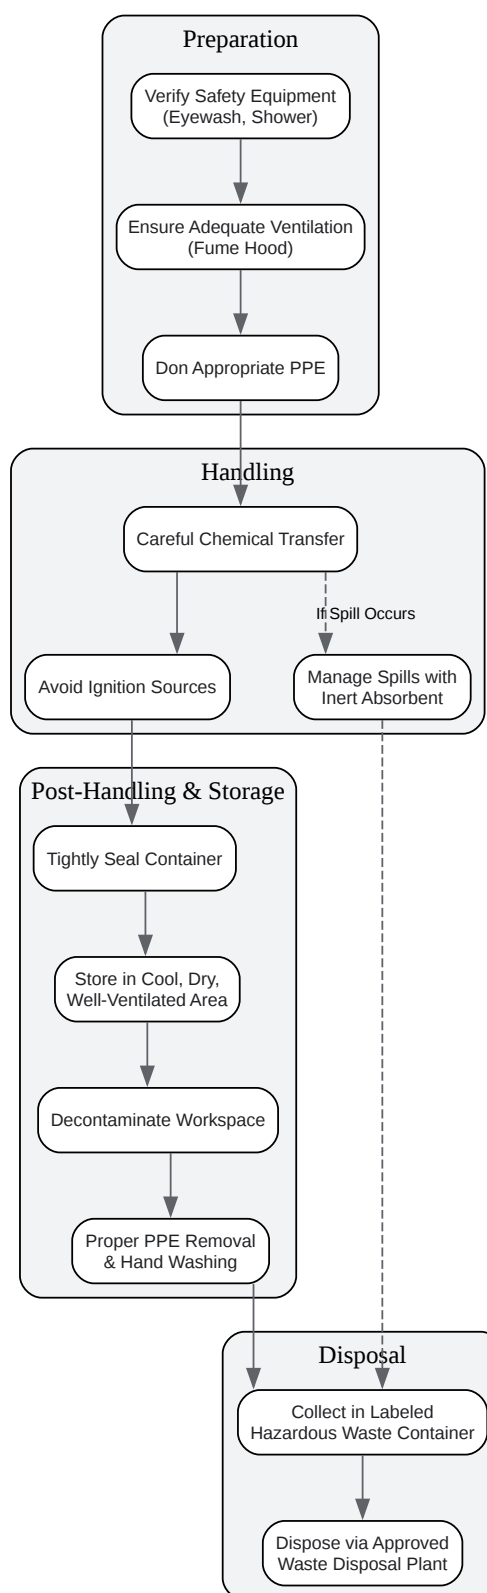 Preparation
Verify Safety Equipment
(Eyewash, Shower)
Ensure Adequate Ventilation
(Fume Hood)
Don Appropriate PPE
Handling
Careful Chemical Transfer
If Spill Occurs
Avoid Ignition Sources
Manage Spills with
Inert Absorbent
Post-Handling & Storage
Tightly Seal Container
Store in Cool, Dry,
Well-Ventilated Area
Decontaminate Workspace
Proper PPE Removal
& Hand Washing
Disposal
Collect in Labeled
Hazardous Waste Container
Dispose via Approved
Waste Disposal Plant